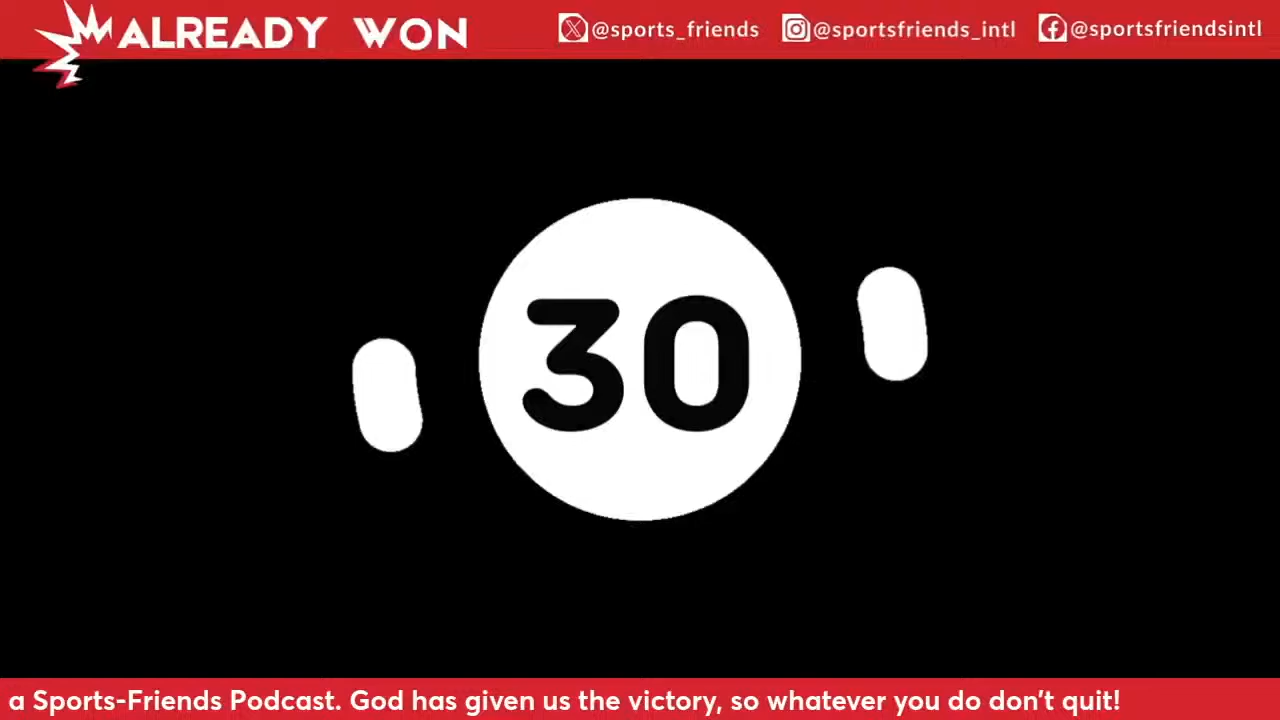 ALREADY WON
@sports_friends
@sportsfriends_intl
@sportsfriendsintl
30
a Sports-Friends Podcast. God has given us the victory, so whatever you do don't quit!